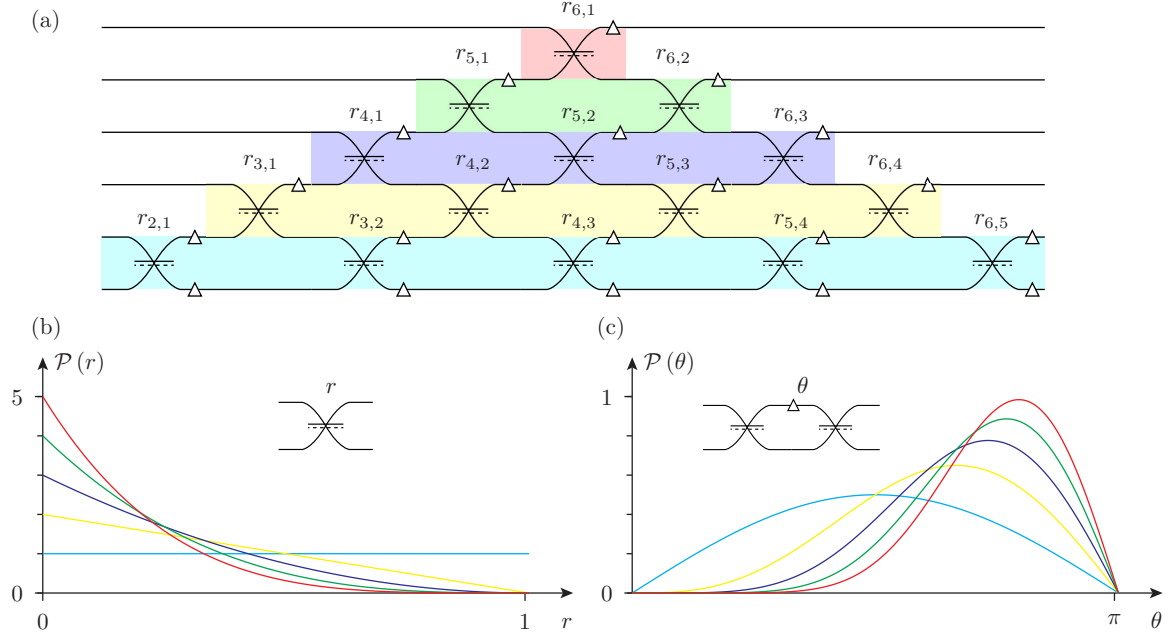 (a)
r6,1
r5,1 r6,2
r4,1 r5,2 r6,3
r3,1 r4,2 r5,3 r6,4
r2,1 r3,2 r4,3 r5,4 r6,5
(b)
P (r)
5
r
0
0 1 r
(c)
P (θ)
1
θ
0
π θ